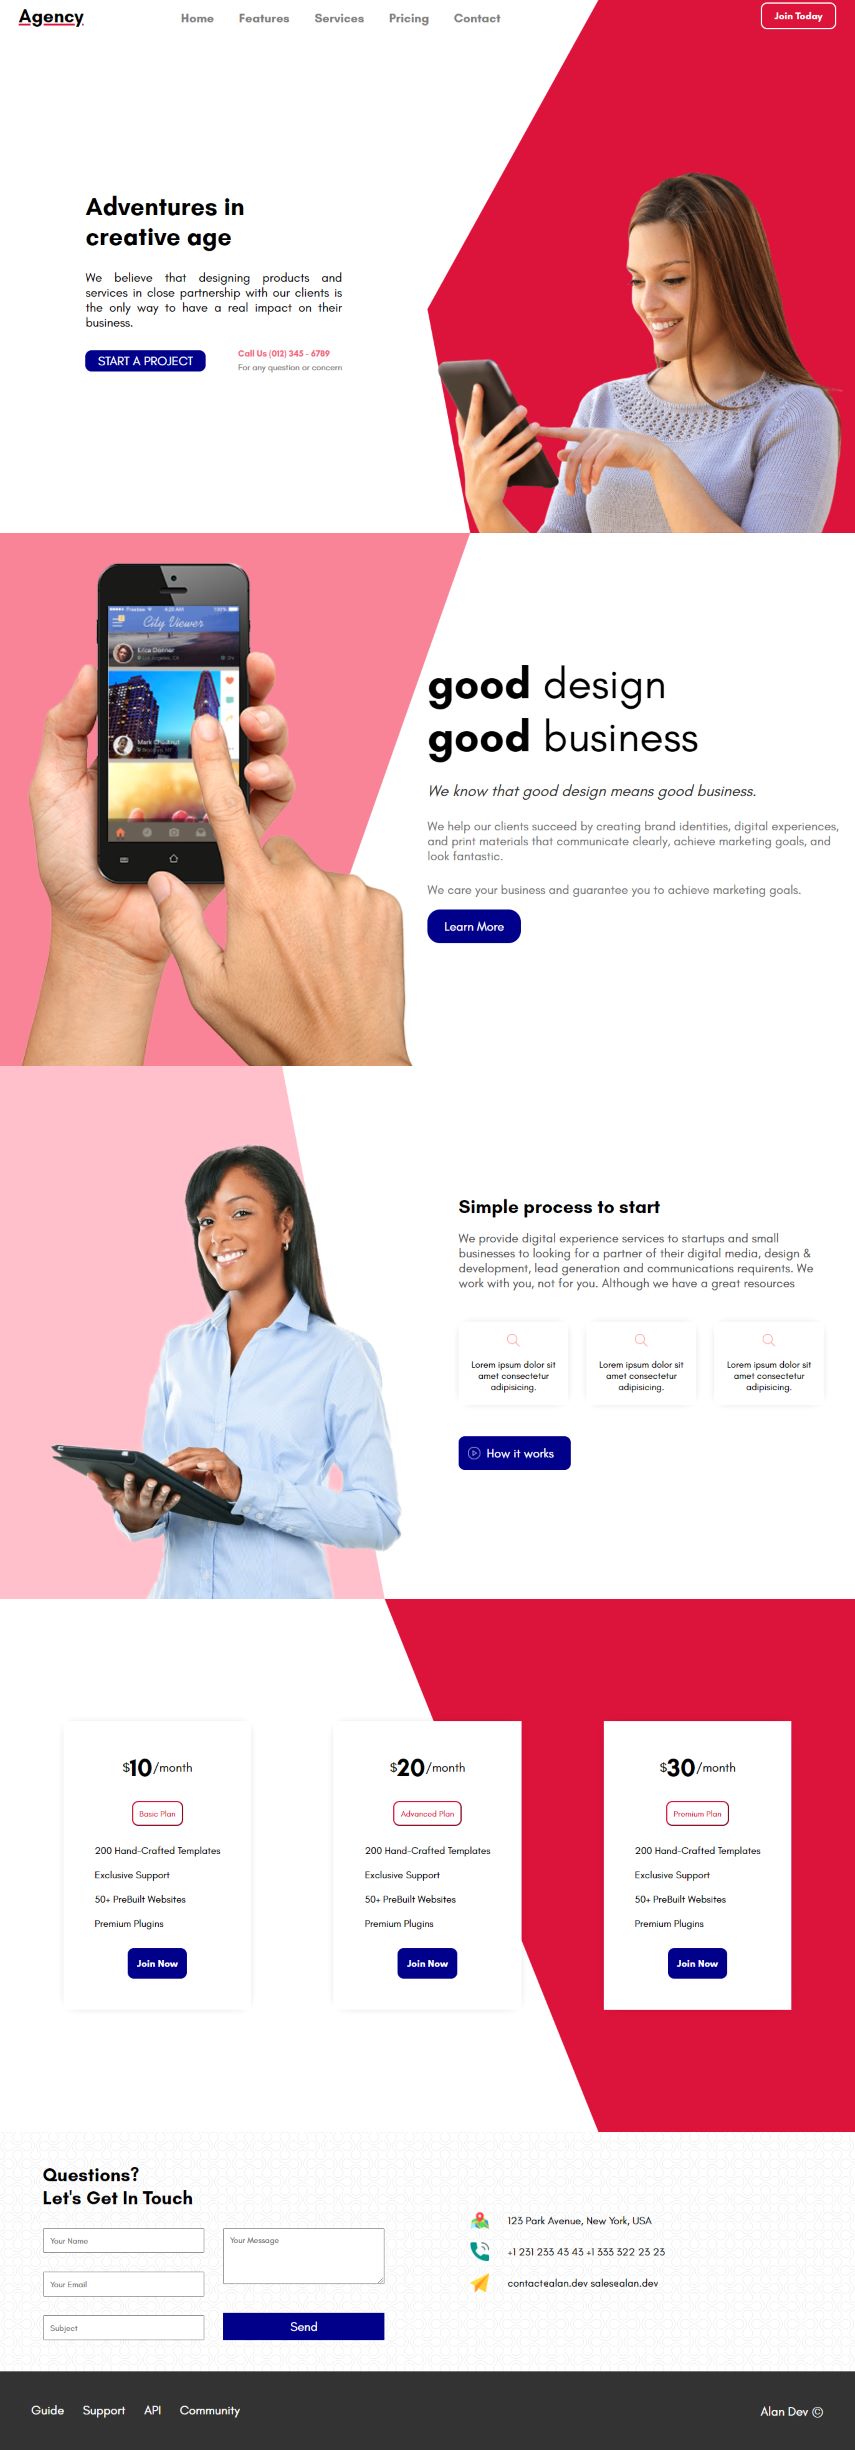 Agency
Home Features Services Pricing Contact
Join Today
Adventures in
creative age
We believe that designing products and
services in close partnership with our clients is
the only way to have a real impact on their
business.
START A PROJECT
Call Us (012) 345 - 6789
For any question or concern
City Viewer
Erica Donner
Los Angeles, CA
Mark Chestnut
Brooklyn, NY
good design
good business
We know that good design means good business.
We help our clients succeed by creating brand identities, digital experiences,
and print materials that communicate clearly, achieve marketing goals, and
look fantastic.
We care your business and guarantee you to achieve marketing goals.
Learn More
Simple process to start
We provide digital experience services to startups and small
businesses to looking for a partner of their digital media, design &
development, lead generation and communications requirents. We
work with you, not for you. Although we have a great resources
Lorem ipsum dolor sit
amet consectetur
adipisicing.
Lorem ipsum dolor sit
amet consectetur
adipisicing.
Lorem ipsum dolor sit
amet consectetur
adipisicing.
How it works
$10/month
Basic Plan
200 Hand-Crafted Templates
Exclusive Support
50+ PreBuilt Websites
Premium Plugins
Join Now
$20/month
Advanced Plan
200 Hand-Crafted Templates
Exclusive Support
50+ PreBuilt Websites
Premium Plugins
Join Now
$30/month
Premium Plan
200 Hand-Crafted Templates
Exclusive Support
50+ PreBuilt Websites
Premium Plugins
Join Now
Questions?
Let's Get In Touch
Your Name
Your Email
Subject
Your Message
Send
123 Park Avenue, New York, USA
+1 231 233 43 43 +1 333 322 23 23
contact@alan.dev sales@alan.dev
Guide Support API Community
Alan Dev ©